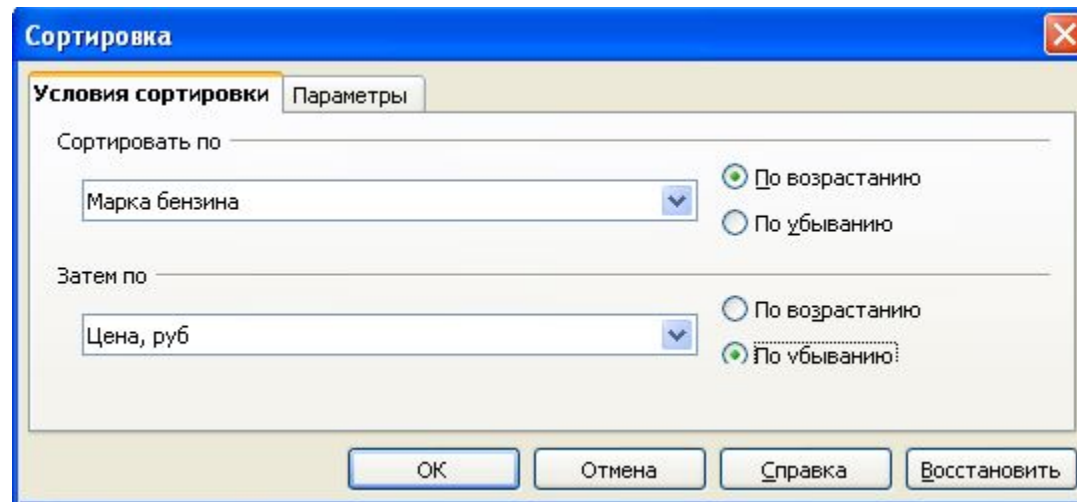 Сортировка
Условия сортировки Параметры
Сортировать по
Марка бензина
По возрастанию
По убыванию
Затем по
Цена, руб
По возрастанию
По убыванию
ОК Отмена Справка Восстановить